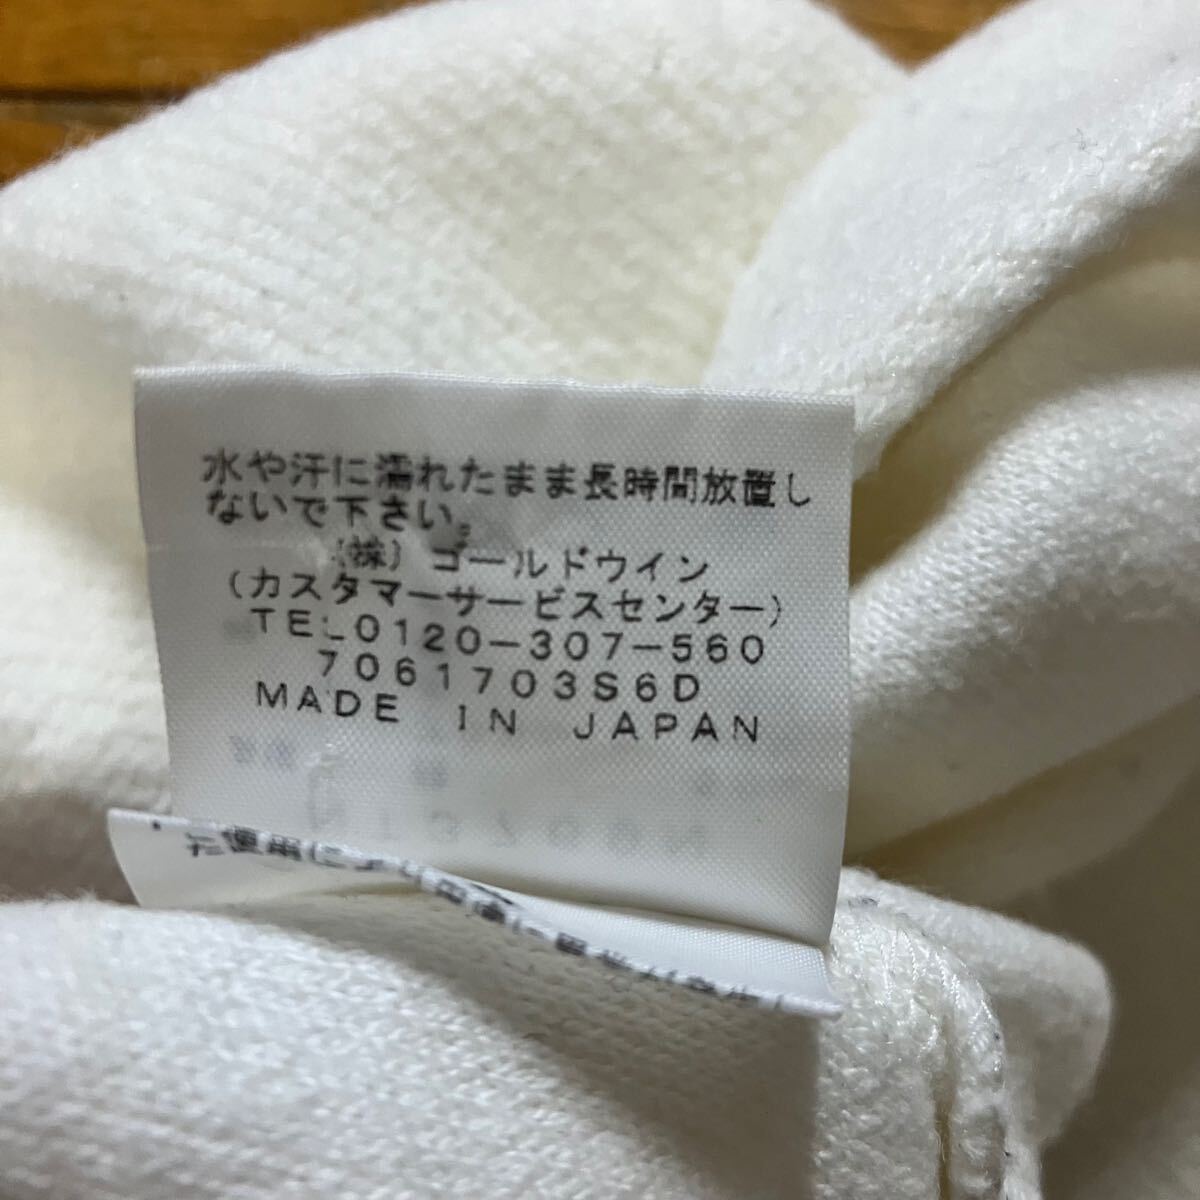 水や汗に濡れたまま長時間放置し
ないで下さい。
(株) ゴールドウイン
(カスタマーサービスセンター)
TEL0120-307-560
7061703S6D
MADE IN JAPAN